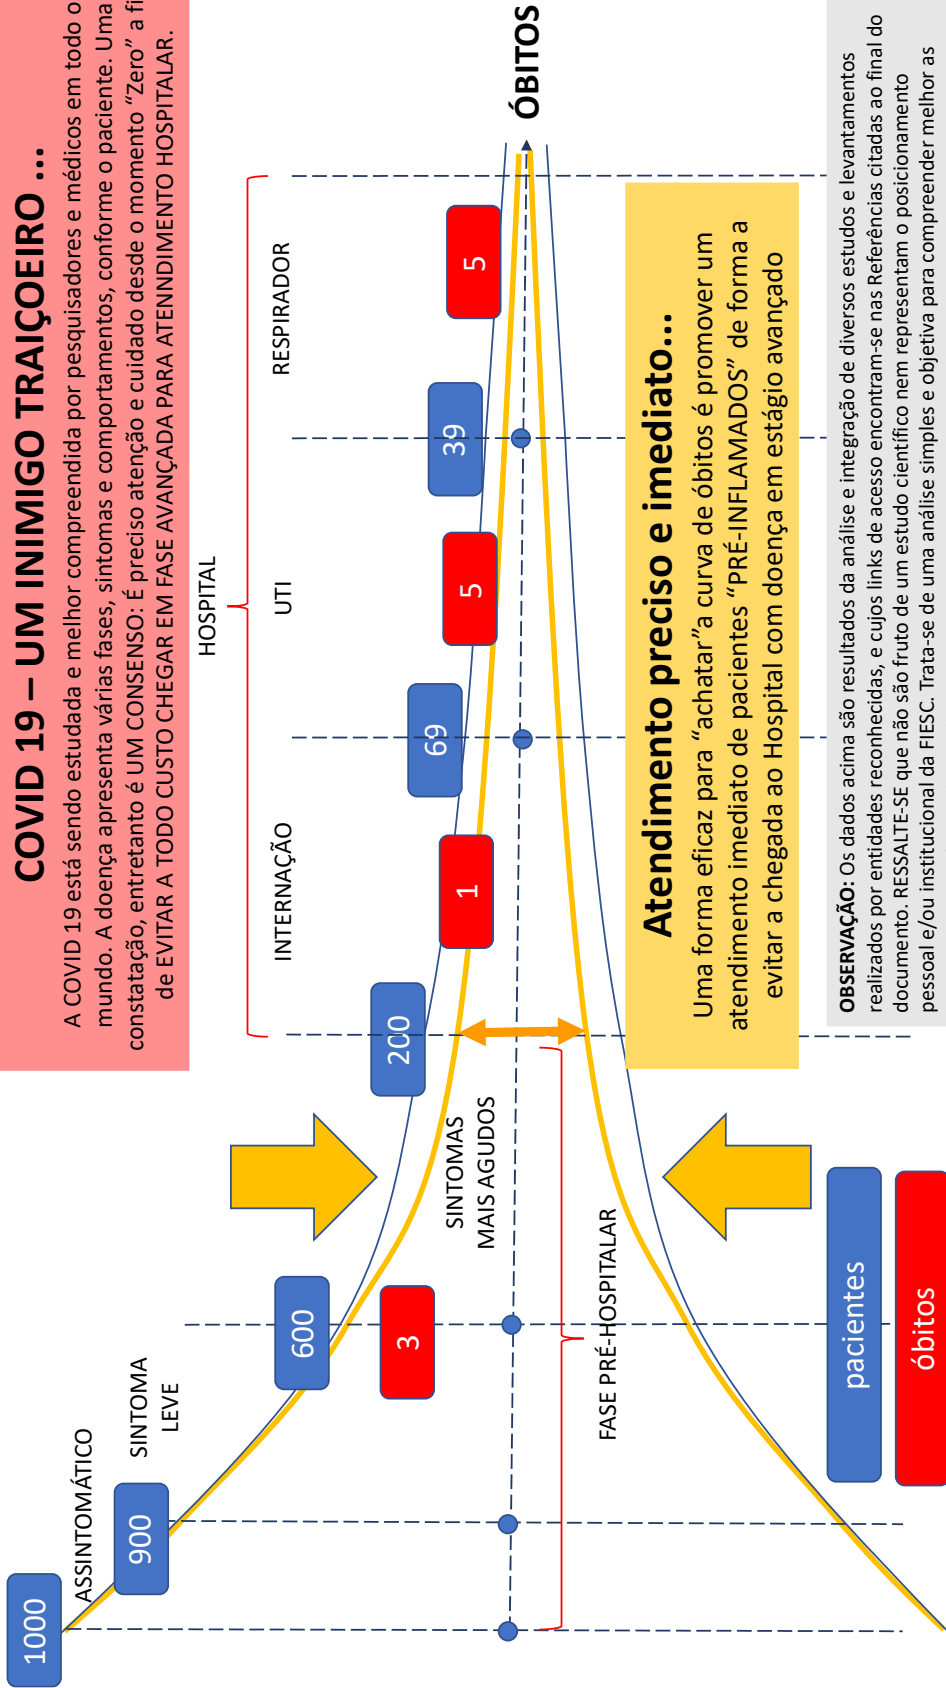 COVID 19 – UM INIMIGO TRAIÇOEIRO ...
A COVID 19 está sendo estudada e melhor compreendida por pesquisadores e médicos em todo o
mundo. A doença apresenta várias fases, sintomas e comportamentos, conforme o paciente. Uma
constatação, entretanto é UM CONSENSO: É preciso atenção e cuidado desde o momento “Zero” a fi
de EVITAR A TODO CUSTO CHEGAR EM FASE AVANÇADA PARA ATENNDIMENTO HOSPITALAR.
HOSPITAL
ASSINTOMÁTICO
SINTOMA
LEVE
INTERNAÇÃO
UTI
RESPIRADOR
1000
900
600
200
69
39
3
1
5
5
SINTOMAS
MAIS AGUDOS
ÓBITOS
FASE PRÉ-HOSPITALAR
Atendimento preciso e imediato...
Uma forma eficaz para “achatar”a curva de óbitos é promover um
atendimento imediato de pacientes “PRÉ-INFLAMADOS” de forma a
evitar a chegada ao Hospital com doença em estágio avançado
pacientes
óbitos
OBSERVAÇÃO: Os dados acima são resultados da análise e integração de diversos estudos e levantamentos
realizados por entidades reconhecidas, e cujos links de acesso encontram-se nas Referências citadas ao final do
documento. RESSALTE-SE que não são fruto de um estudo científico nem representam o posicionamento
pessoal e/ou institucional da FIESC. Trata-se de uma análise simples e objetiva para compreender melhor as